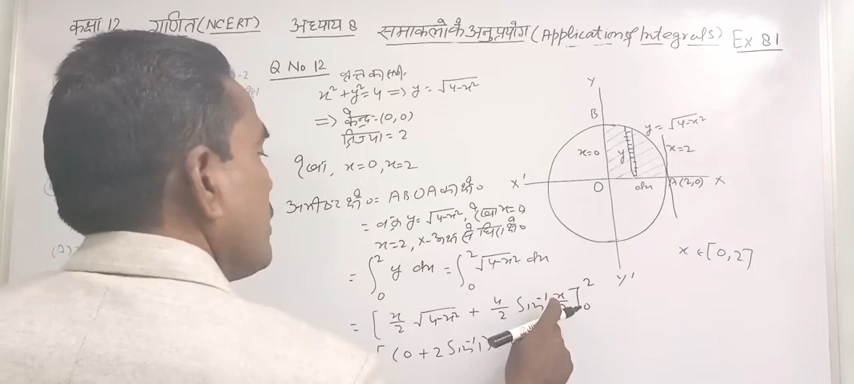 कक्षा 12 गणित (NCERT) अध्याय 8 समाकलों के अनुप्रयोग (Application of Integrals) Ex 8.1
Q No 12
वृत्त का समी.
x² + y² = 4 => y = √4-x²
=> केन्द्र = (0,0)
त्रिज्या = 2
रेखा, x=0, x=2
अभीष्ट क्षे० = ABOA का क्षे०
= वक्र y = √4-x², रेखा x=0,
x=2, x-अक्ष से घिरा क्षे०
= ∫₀² y dx = ∫₀² √4-x² dx
= [ x/2 √4-x² + 4/2 Sin⁻¹ x/ ]₀²
[ (0 + 2 Sin⁻¹ 1)
Y
B
y = √4-x²
x=0
y
x=2
X'
O
dx
A(2,0)
X
Y'
x ∈ [0,2]